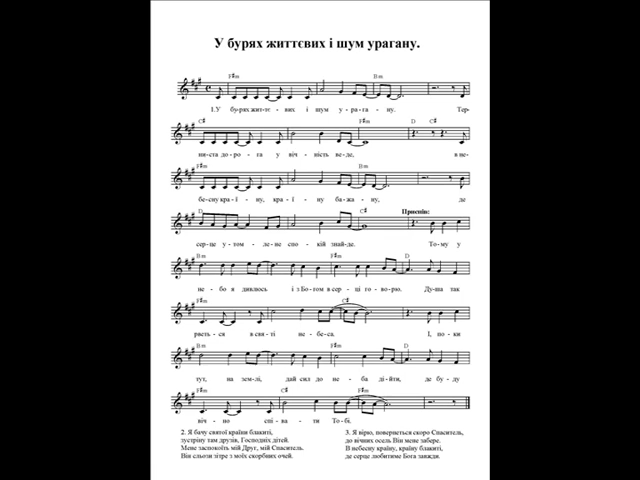 У бурях життєвих і шум урагану.
F#m Bm
1.У бу-рях жит-тє - вих і шум у - ра - га - ну. Тер-
C# F#m D C#
ни-ста до-ро - га у віч - ність ве-де, в не-
F#m Bm
бе-сну кра - ї - ну, кра - ї - ну ба-жа - ну, де
D F#m C# Приспів:
сер-це у-том - ле-не спо - кій знай-де. То-му у
Bm F#m D
не - бо я дивлюсь і з Бо-гом в сер - ці го-во-рю. Ду-ша так
F#m C#
рветь-ся в свя-ті не-бе-са. І, по-ки
Bm F#m D
тут, на зем-лі, дай сил до не - ба ді-йти, де бу - ду
F#m C# F#m
віч-но спі - ва - ти То-бі.
2. Я бачу святої країни блакиті,
зустріну там друзів, Господніх дітей.
Мене заспокоїть мій Друг, мій Спаситель.
Він сльози зітре з моїх скорбних очей.
3. Я вірю, повернеться скоро Спаситель,
до вічних осель Він мене забере.
В небесну країну, країну блакиті,
де серце любитиме Бога завжди.